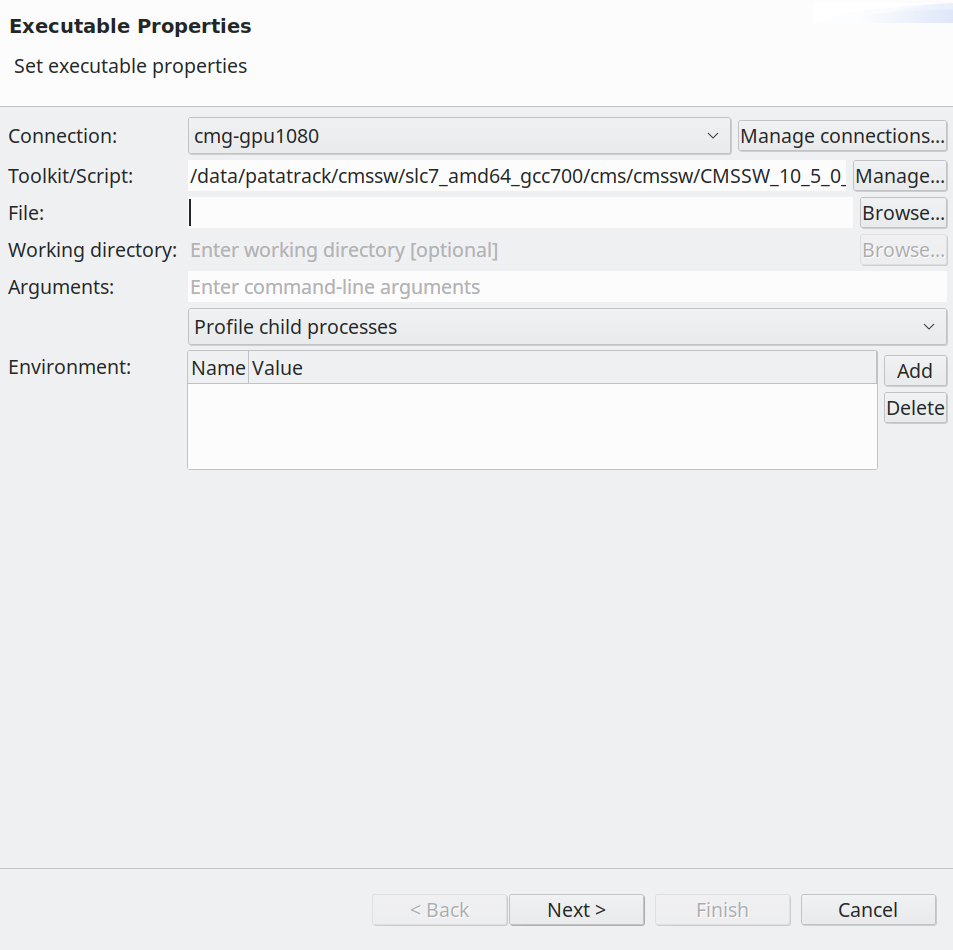 Executable Properties
Set executable properties
Connection: cmg-gpu1080 Manage connections...
Toolkit/Script: /data/patatrack/cmssw/slc7_amd64_gcc700/cms/cmssw/CMSSW_10_5_0_ Manage...
File: Browse...
Working directory: Enter working directory [optional] Browse...
Arguments: Enter command-line arguments
Profile child processes
Environment: Name Value Add
Delete
< Back Next > Finish Cancel